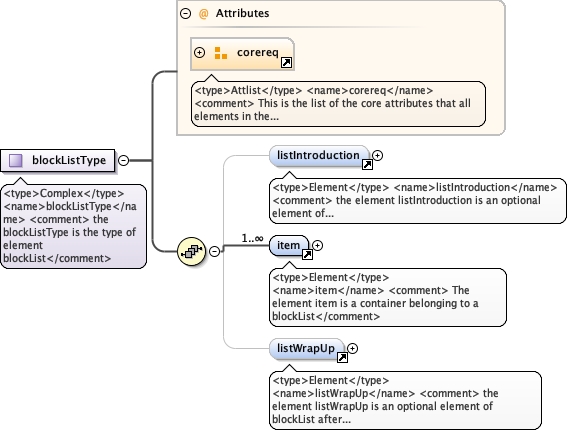 Attributes
corereq
<type>Attlist</type> <name>corereq</name>
<comment> This is the list of the core attributes that all
elements in the...
blockListType
<type>Complex</type>
<name>blockListType</na
me> <comment> the
blockListType is the type of
element
blockList</comment>
listIntroduction
<type>Element</type> <name>listIntroduction</name>
<comment> the element listIntroduction is an optional
element of...
1..∞
item
<type>Element</type>
<name>item</name> <comment> The
element item is a container belonging to a
blockList</comment>
listWrapUp
<type>Element</type>
<name>listWrapUp</name> <comment> the
element listWrapUp is an optional element of
blockList after...